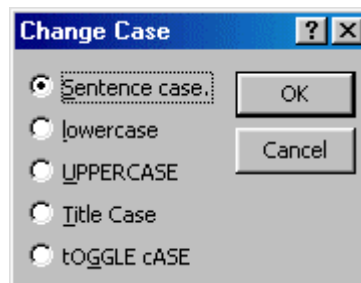 Change Case ? X
Sentence case. OK
lowercase
Cancel
UPPERCASE
Title Case
tOGGLE cASE